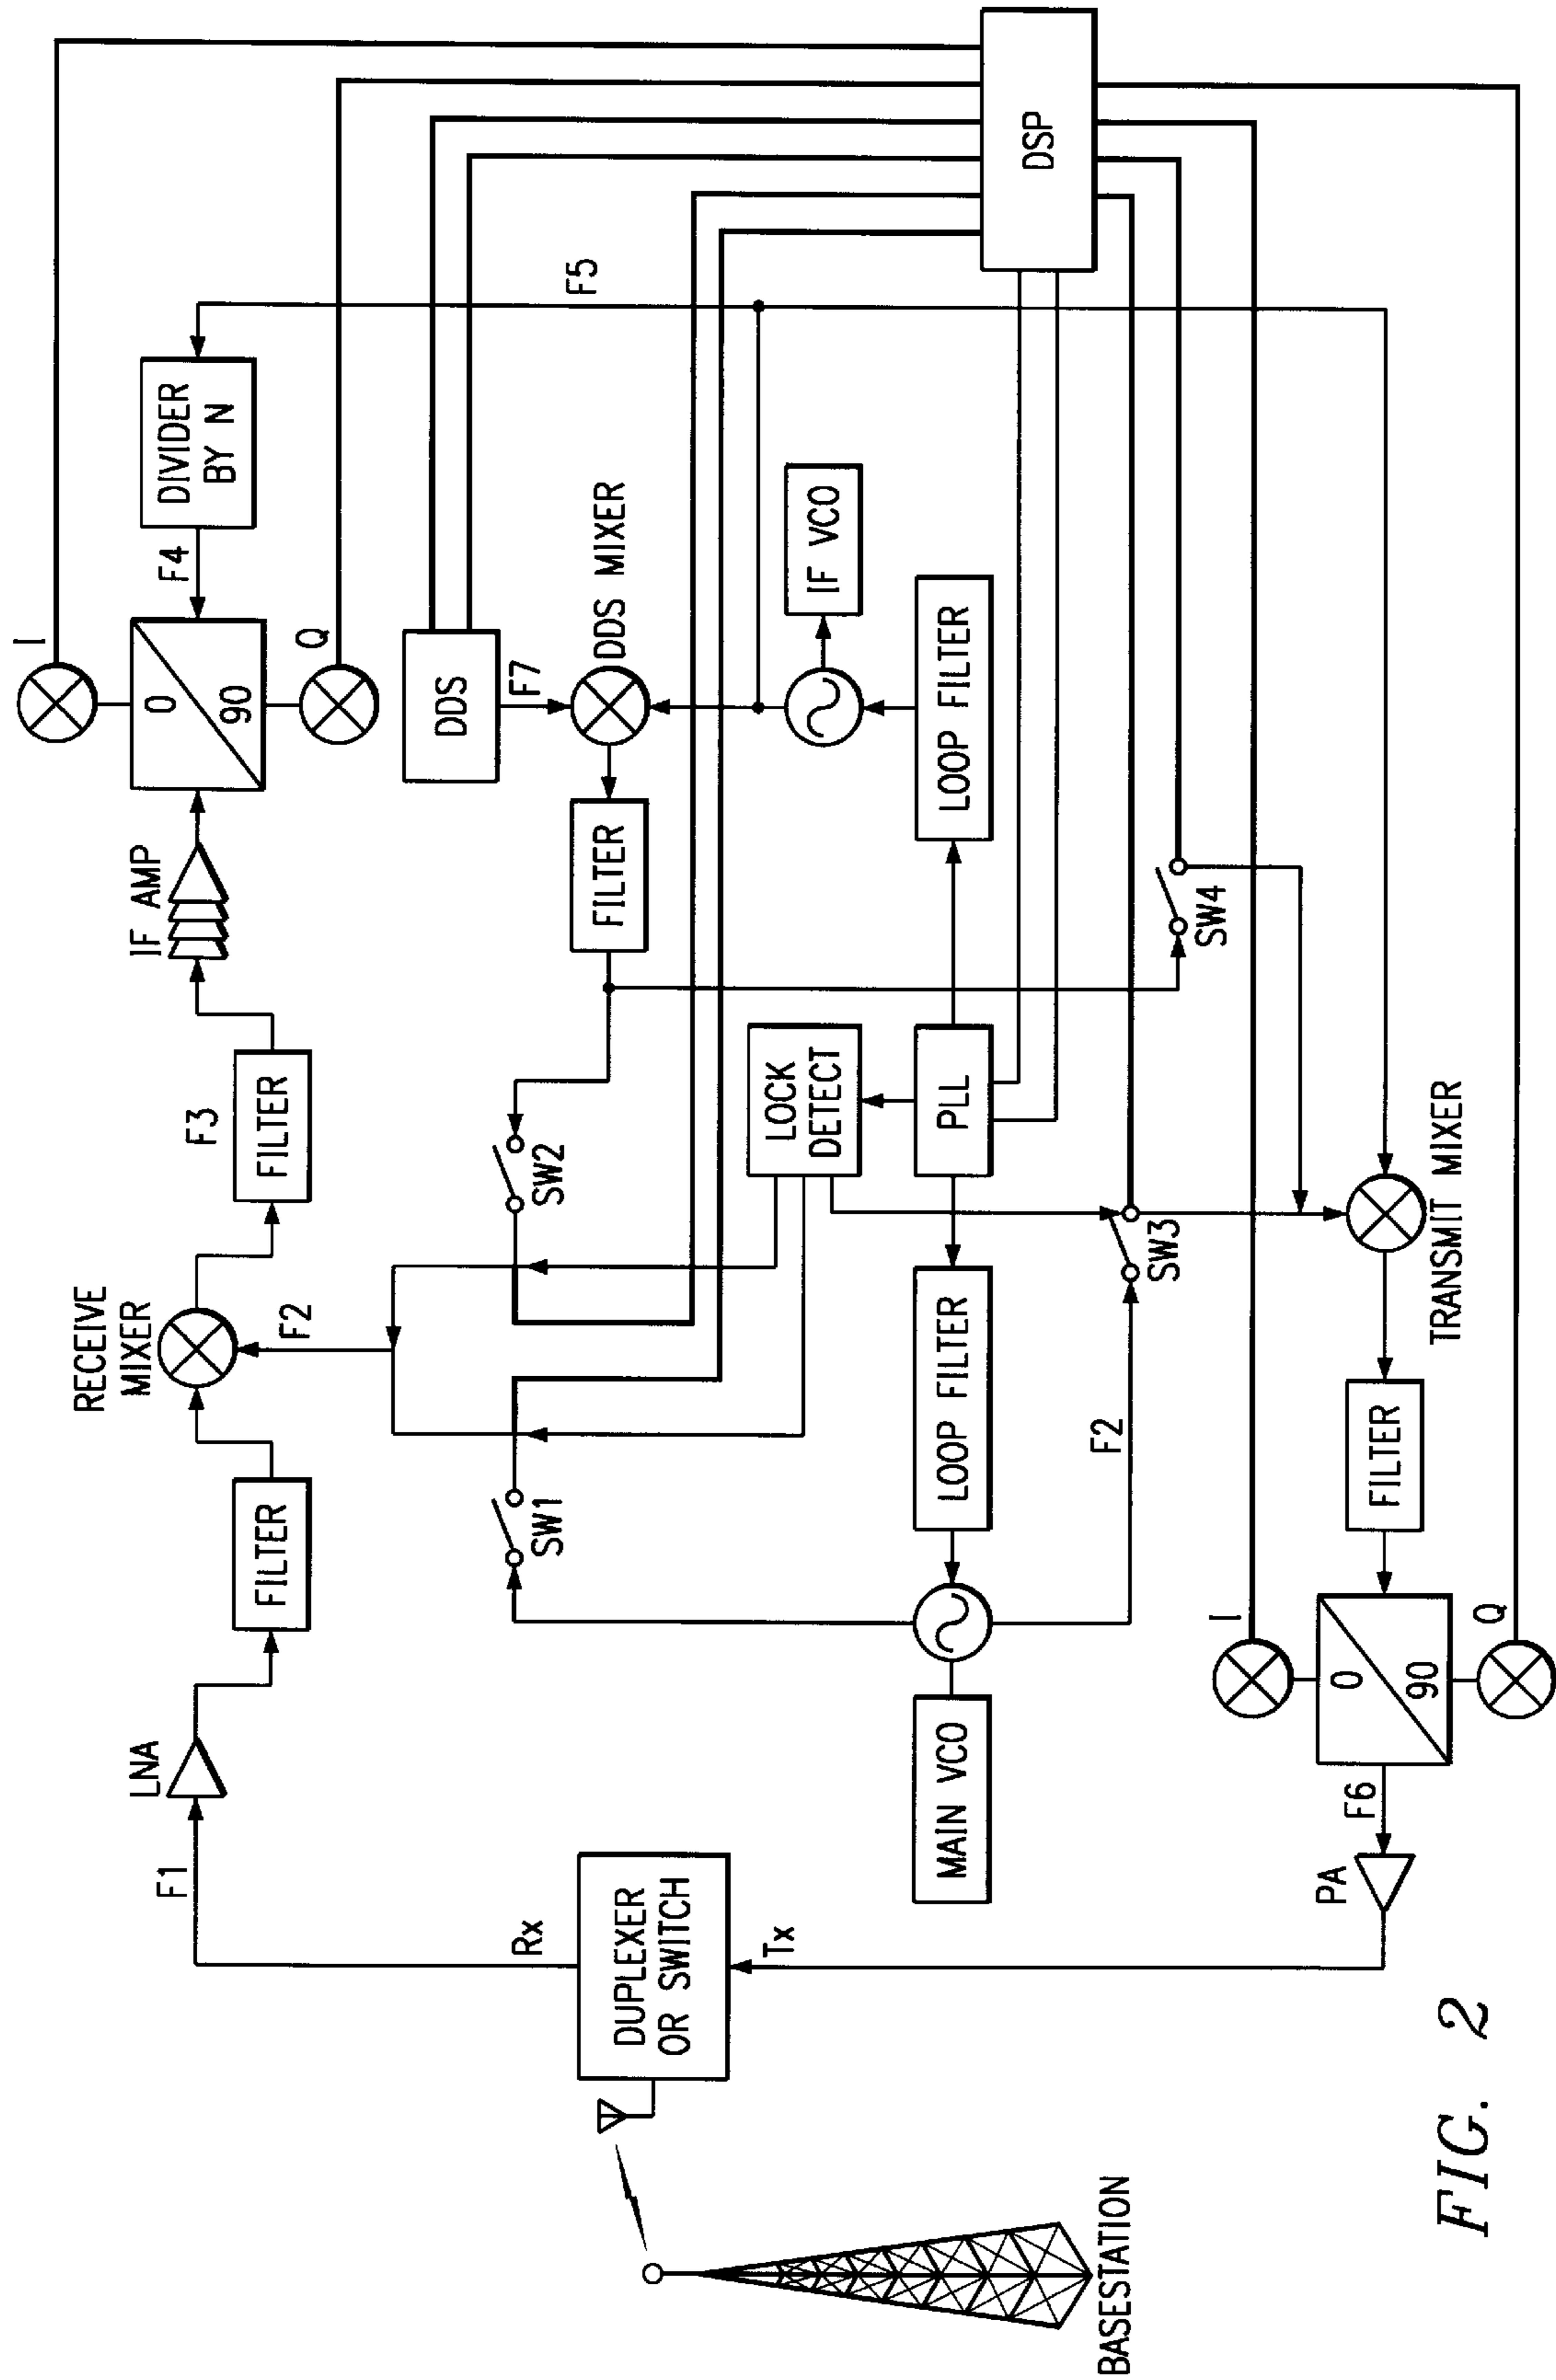 BASESTATION
DUPLEXER
OR SWITCH
Rx
Tx
F1
LNA
FILTER
RECEIVE
MIXER
F2
F3
FILTER
IF AMP
0
90
I
Q
F4
DIVIDER
BY N
F5
DDS
F7
DDS MIXER
FILTER
SW1
SW2
LOCK
DETECT
IF VCO
LOOP FILTER
PLL
LOOP FILTER
MAIN VCO
F2
SW3
SW4
DSP
TRANSMIT MIXER
FILTER
0
90
I
Q
F6
PA
FIG. 2